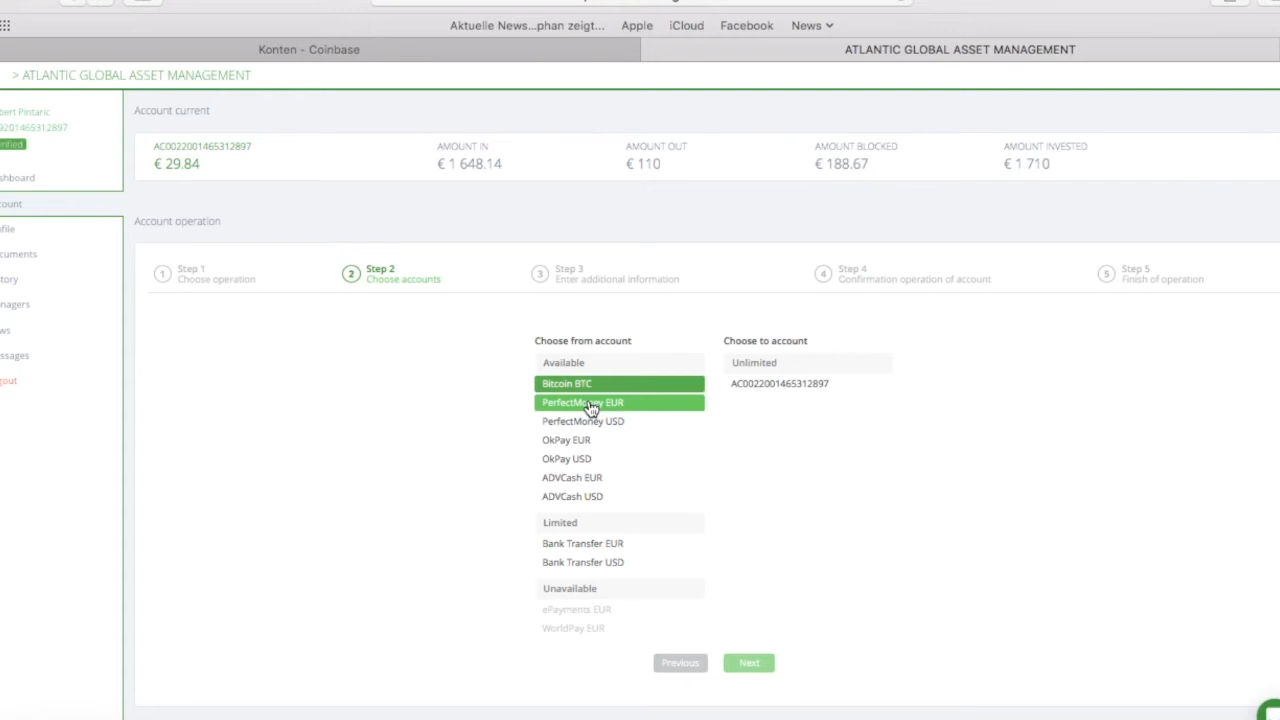 Aktuelle News...phan zeigt... Apple iCloud Facebook News
Konten - Coinbase ATLANTIC GLOBAL ASSET MANAGEMENT
> ATLANTIC GLOBAL ASSET MANAGEMENT
bert Pintaric
9201465312897
erified
shboard
count
file
cuments
tory
nagers
ws
ssages
gout
Account current
AC0022001465312897 AMOUNT IN AMOUNT OUT AMOUNT BLOCKED AMOUNT INVESTED
€ 29.84 € 1 648.14 € 110 € 188.67 € 1 710
Account operation
1 Step 1 2 Step 2 3 Step 3 4 Step 4 5 Step 5
Choose operation Choose accounts Enter additional information Confirmation operation of account Finish of operation
Choose from account Choose to account
Available Unlimited
Bitcoin BTC AC0022001465312897
PerfectMoney EUR
PerfectMoney USD
OkPay EUR
OkPay USD
ADVCash EUR
ADVCash USD
Limited
Bank Transfer EUR
Bank Transfer USD
Unavailable
ePayments EUR
WorldPay EUR
Previous Next